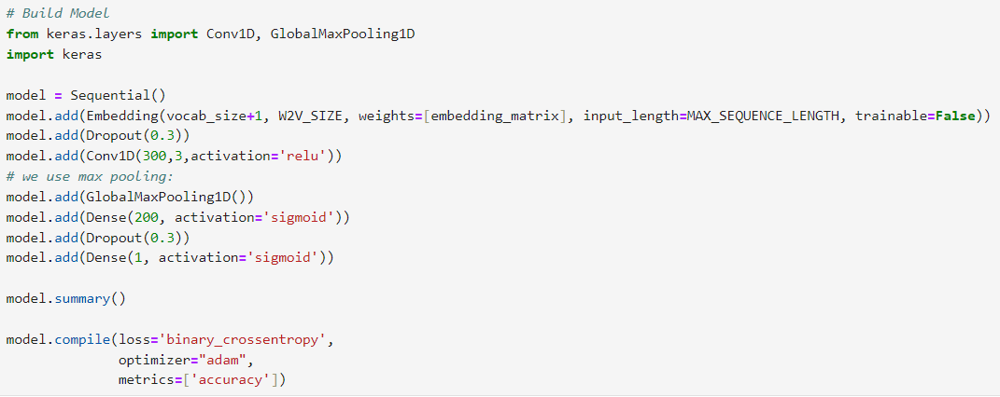 # Build Model
from keras.layers import Conv1D, GlobalMaxPooling1D
import keras
model = Sequential()
model.add(Embedding(vocab_size+1, W2V_SIZE, weights=[embedding_matrix], input_length=MAX_SEQUENCE_LENGTH, trainable=False))
model.add(Dropout(0.3))
model.add(Conv1D(300,3,activation='relu'))
# we use max pooling:
model.add(GlobalMaxPooling1D())
model.add(Dense(200, activation='sigmoid'))
model.add(Dropout(0.3))
model.add(Dense(1, activation='sigmoid'))
model.summary()
model.compile(loss='binary_crossentropy',
optimizer="adam",
metrics=['accuracy'])